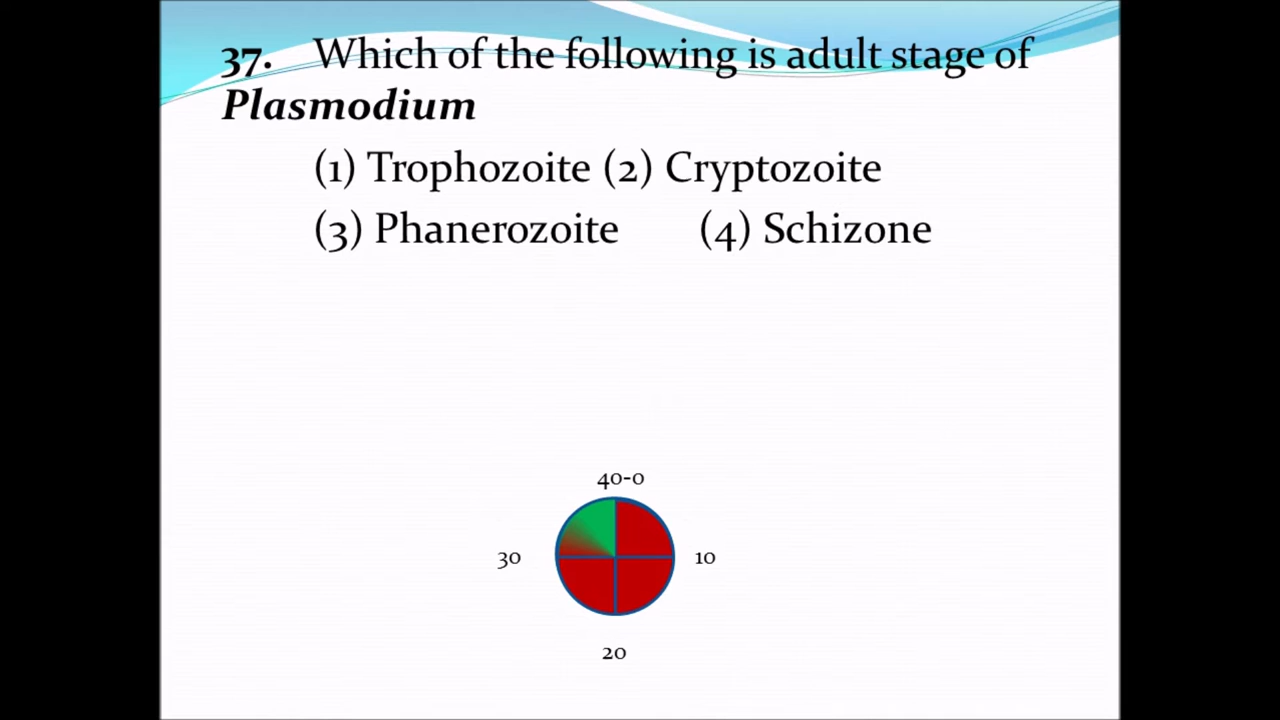 37. Which of the following is adult stage of
Plasmodium
(1) Trophozoite (2) Cryptozoite
(3) Phanerozoite (4) Schizone
40-0
30 10
20